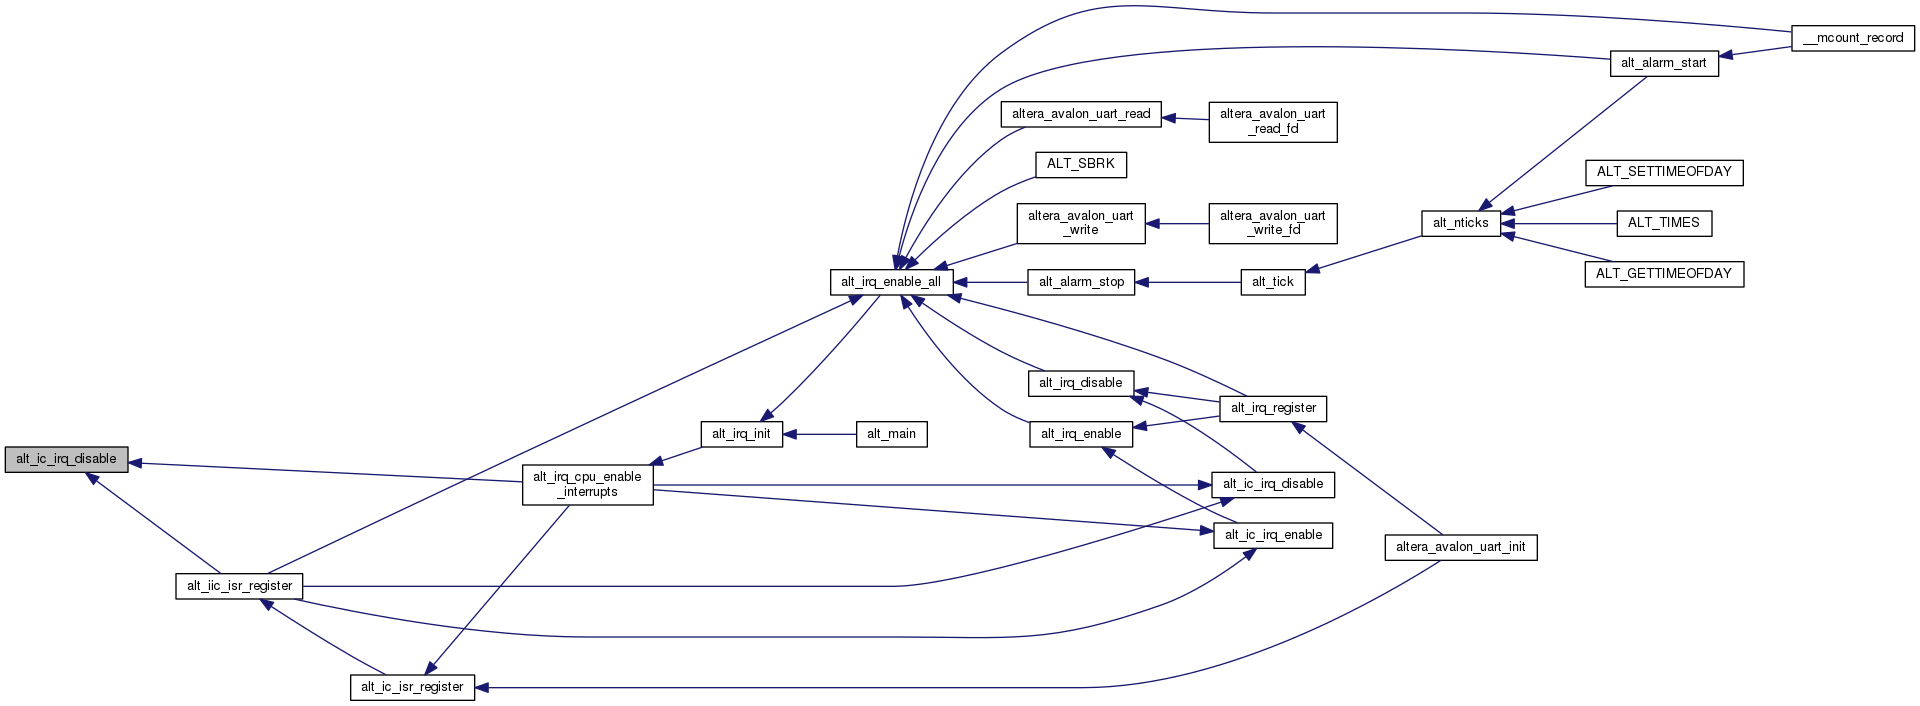 __mcount_record
alt_alarm_start
altera_avalon_uart_read
altera_avalon_uart
_read_fd
ALT_SBRK
ALT_SETTIMEOFDAY
altera_avalon_uart
_write
altera_avalon_uart
_write_fd
alt_nticks
ALT_TIMES
alt_irq_enable_all
alt_alarm_stop
alt_tick
ALT_GETTIMEOFDAY
alt_irq_disable
alt_irq_register
alt_irq_init
alt_main
alt_irq_enable
alt_ic_irq_disable
alt_irq_cpu_enable
_interrupts
alt_ic_irq_disable
alt_ic_irq_enable
altera_avalon_uart_init
alt_iic_isr_register
alt_ic_isr_register